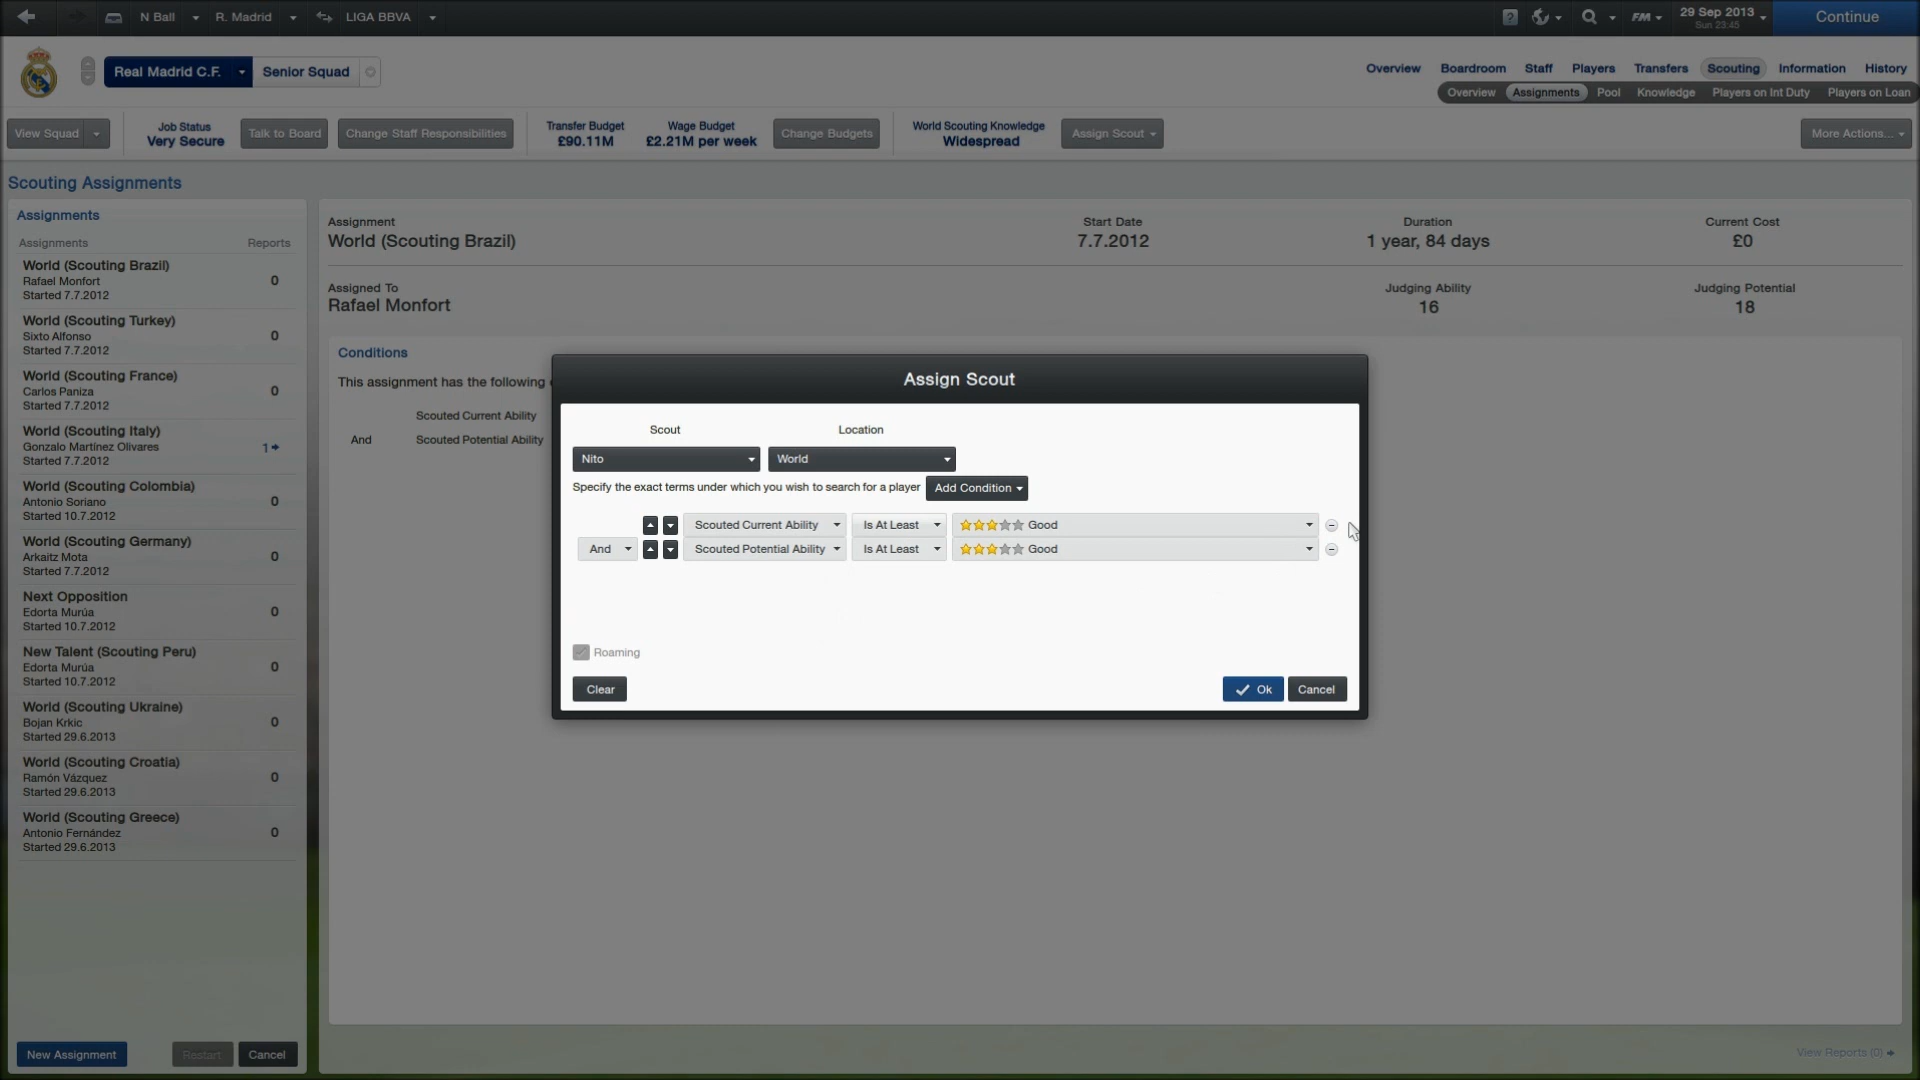 N Ball R. Madrid LIGA BBVA FM 29 Sep 2013 Continue
Sun 23:45
Real Madrid C.F. Senior Squad
Overview Boardroom Staff Players Transfers Scouting Information History
Overview Assignments Pool Knowledge Players on Int Duty Players on Loan
View Squad
Job Status
Very Secure
Talk to Board
Change Staff Responsibilities
Transfer Budget
£90.11M
Wage Budget
£2.21M per week
Change Budgets
World Scouting Knowledge
Widespread
Assign Scout
More Actions...
Scouting Assignments
Assignments
Assignments Reports
World (Scouting Brazil)
Rafael Monfort 0
Started 7.7.2012
World (Scouting Turkey)
Sixto Alfonso 0
Started 7.7.2012
World (Scouting France)
Carlos Paniza 0
Started 7.7.2012
World (Scouting Italy)
Gonzalo Martínez Olivares 1
Started 7.7.2012
World (Scouting Colombia)
Antonio Soriano 0
Started 10.7.2012
World (Scouting Germany)
Arkaitz Mota 0
Started 7.7.2012
Next Opposition
Edorta Murúa 0
Started 10.7.2012
New Talent (Scouting Peru)
Edorta Murúa 0
Started 10.7.2012
World (Scouting Ukraine)
Bojan Krkic 0
Started 29.6.2013
World (Scouting Croatia)
Ramón Vázquez 0
Started 29.6.2013
World (Scouting Greece)
Antonio Fernández 0
Started 29.6.2013
New Assignment Restart Cancel
Assignment Start Date Duration Current Cost
World (Scouting Brazil) 7.7.2012 1 year, 84 days £0
Assigned To Judging Ability Judging Potential
Rafael Monfort 16 18
Conditions
This assignment has the following
Scouted Current Ability
And Scouted Potential Ability
Assign Scout
Scout Location
Nito World
Specify the exact terms under which you wish to search for a player Add Condition
Scouted Current Ability Is At Least Good
And Scouted Potential Ability Is At Least Good
Roaming
Clear Ok Cancel
View Reports (0)